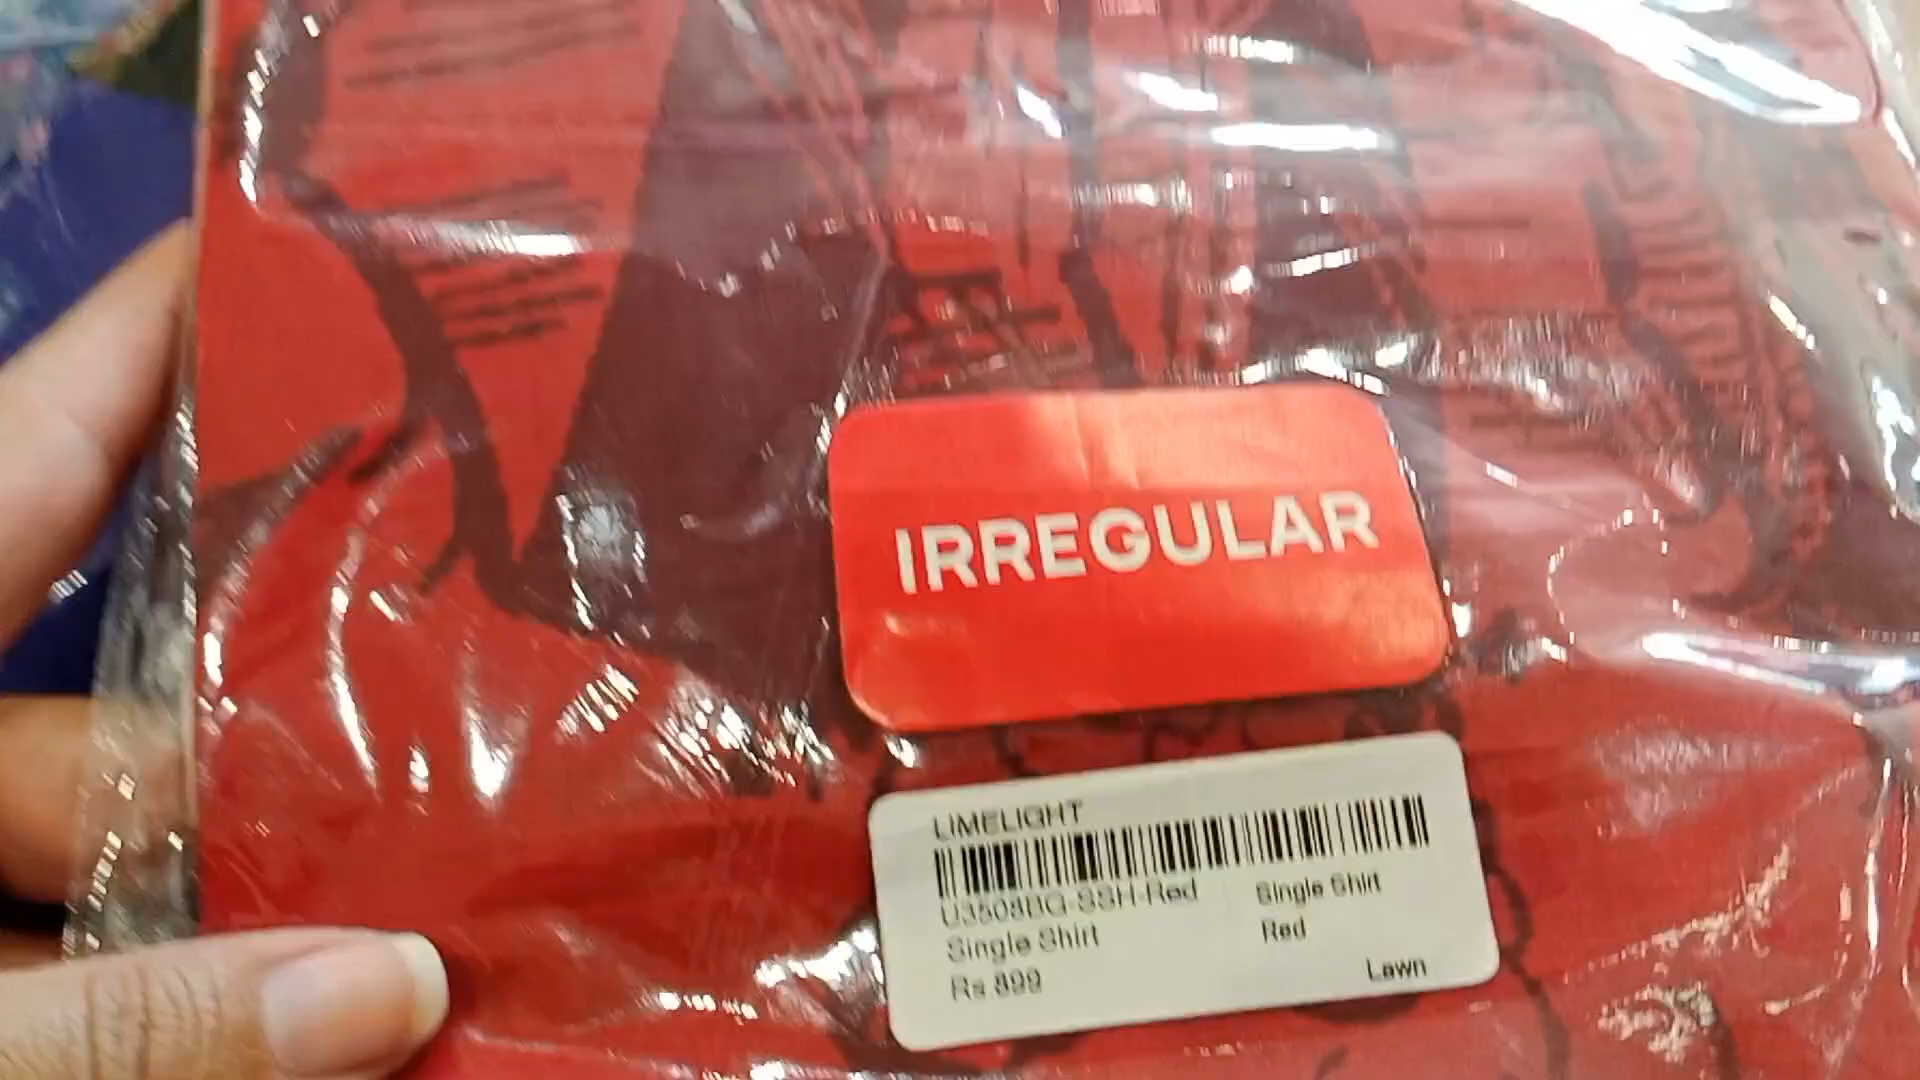 IRREGULAR
LIMELIGHT
U3508BG-SSH-Red Single Shirt
Single Shirt Red
Rs 899 Lawn